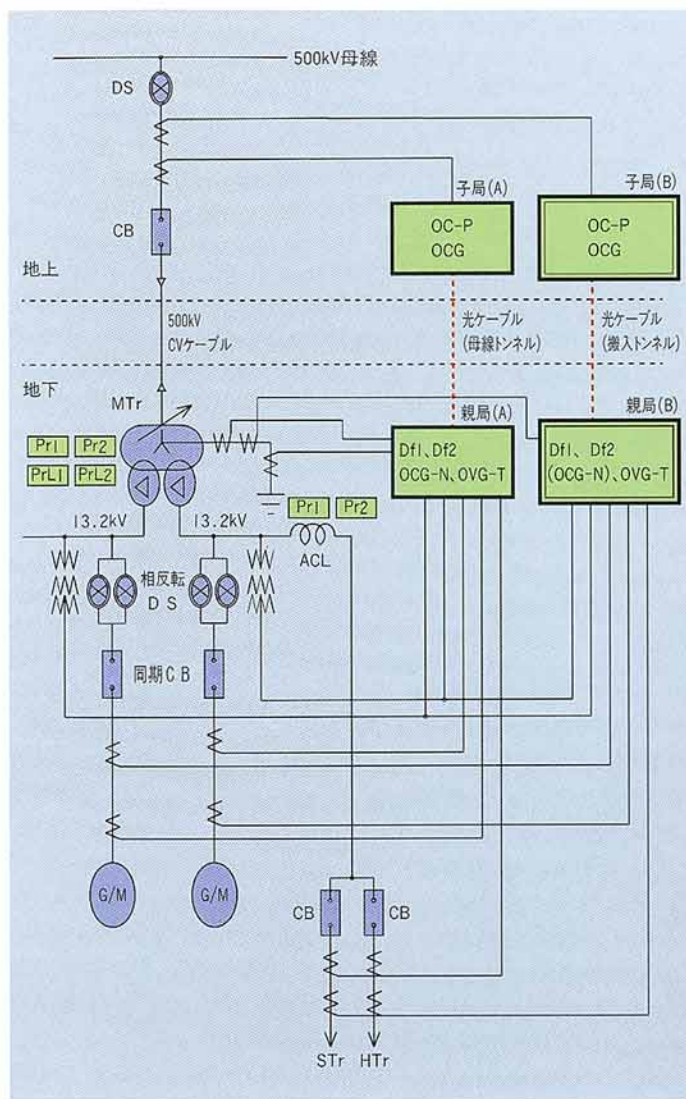 500kV母線
DS
子局(A)
子局(B)
OC-P
OCG
OC-P
OCG
CB
地上
500kV
CVケーブル
光ケーブル
(母線トンネル)
光ケーブル
(搬入トンネル)
地下
MTr
親局(A)
親局(B)
Pr1 Pr2
PrL1 PrL2
Df1、Df2
OCG-N、OVG-T
Df1、Df2
(OCG-N)、OVG-T
13.2kV
13.2kV
Pr1 Pr2
ACL
相反転
DS
同期CB
G/M
G/M
CB
CB
STr
HTr